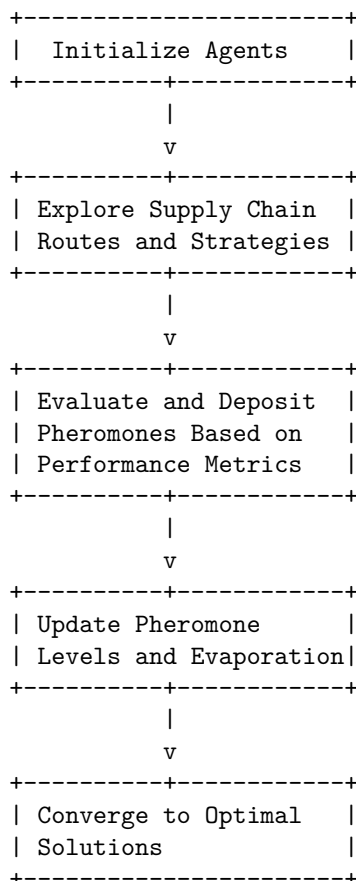 Initialize Agents
Explore Supply Chain
Routes and Strategies
Evaluate and Deposit
Pheromones Based on
Performance Metrics
Update Pheromone
Levels and Evaporation
Converge to Optimal
Solutions